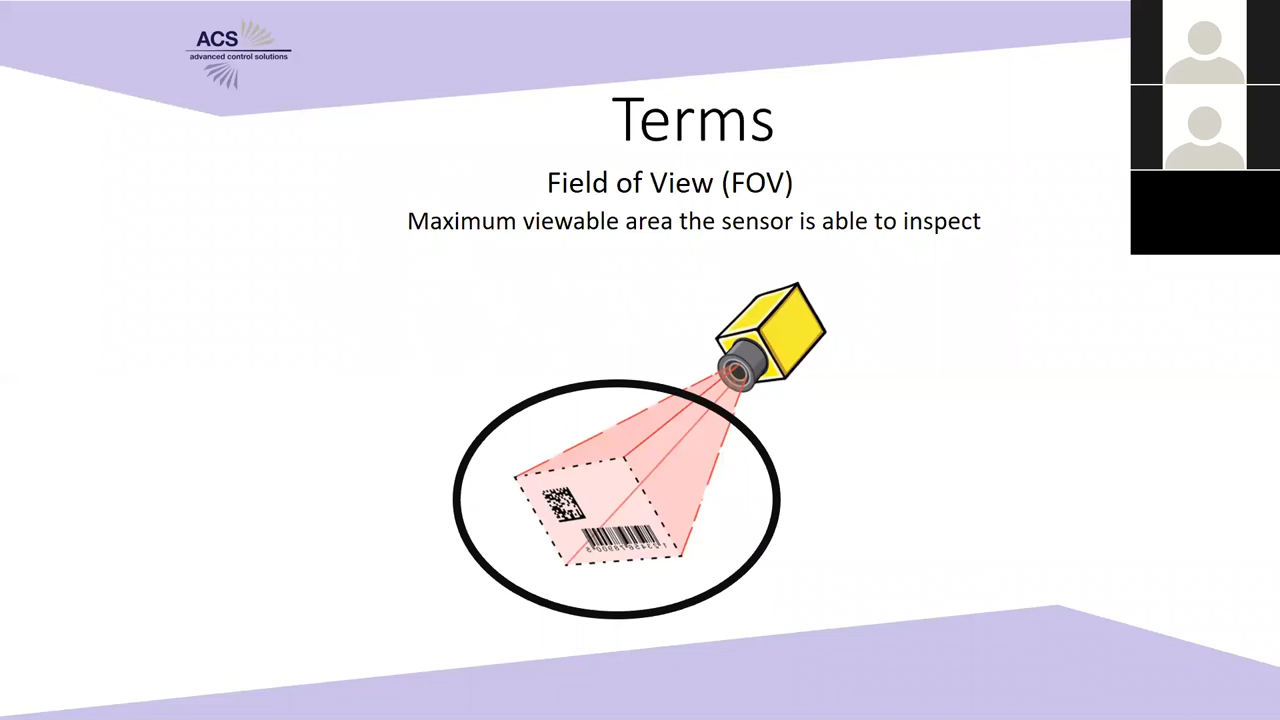 ACS
advanced control solutions
Terms
Field of View (FOV)
Maximum viewable area the sensor is able to inspect